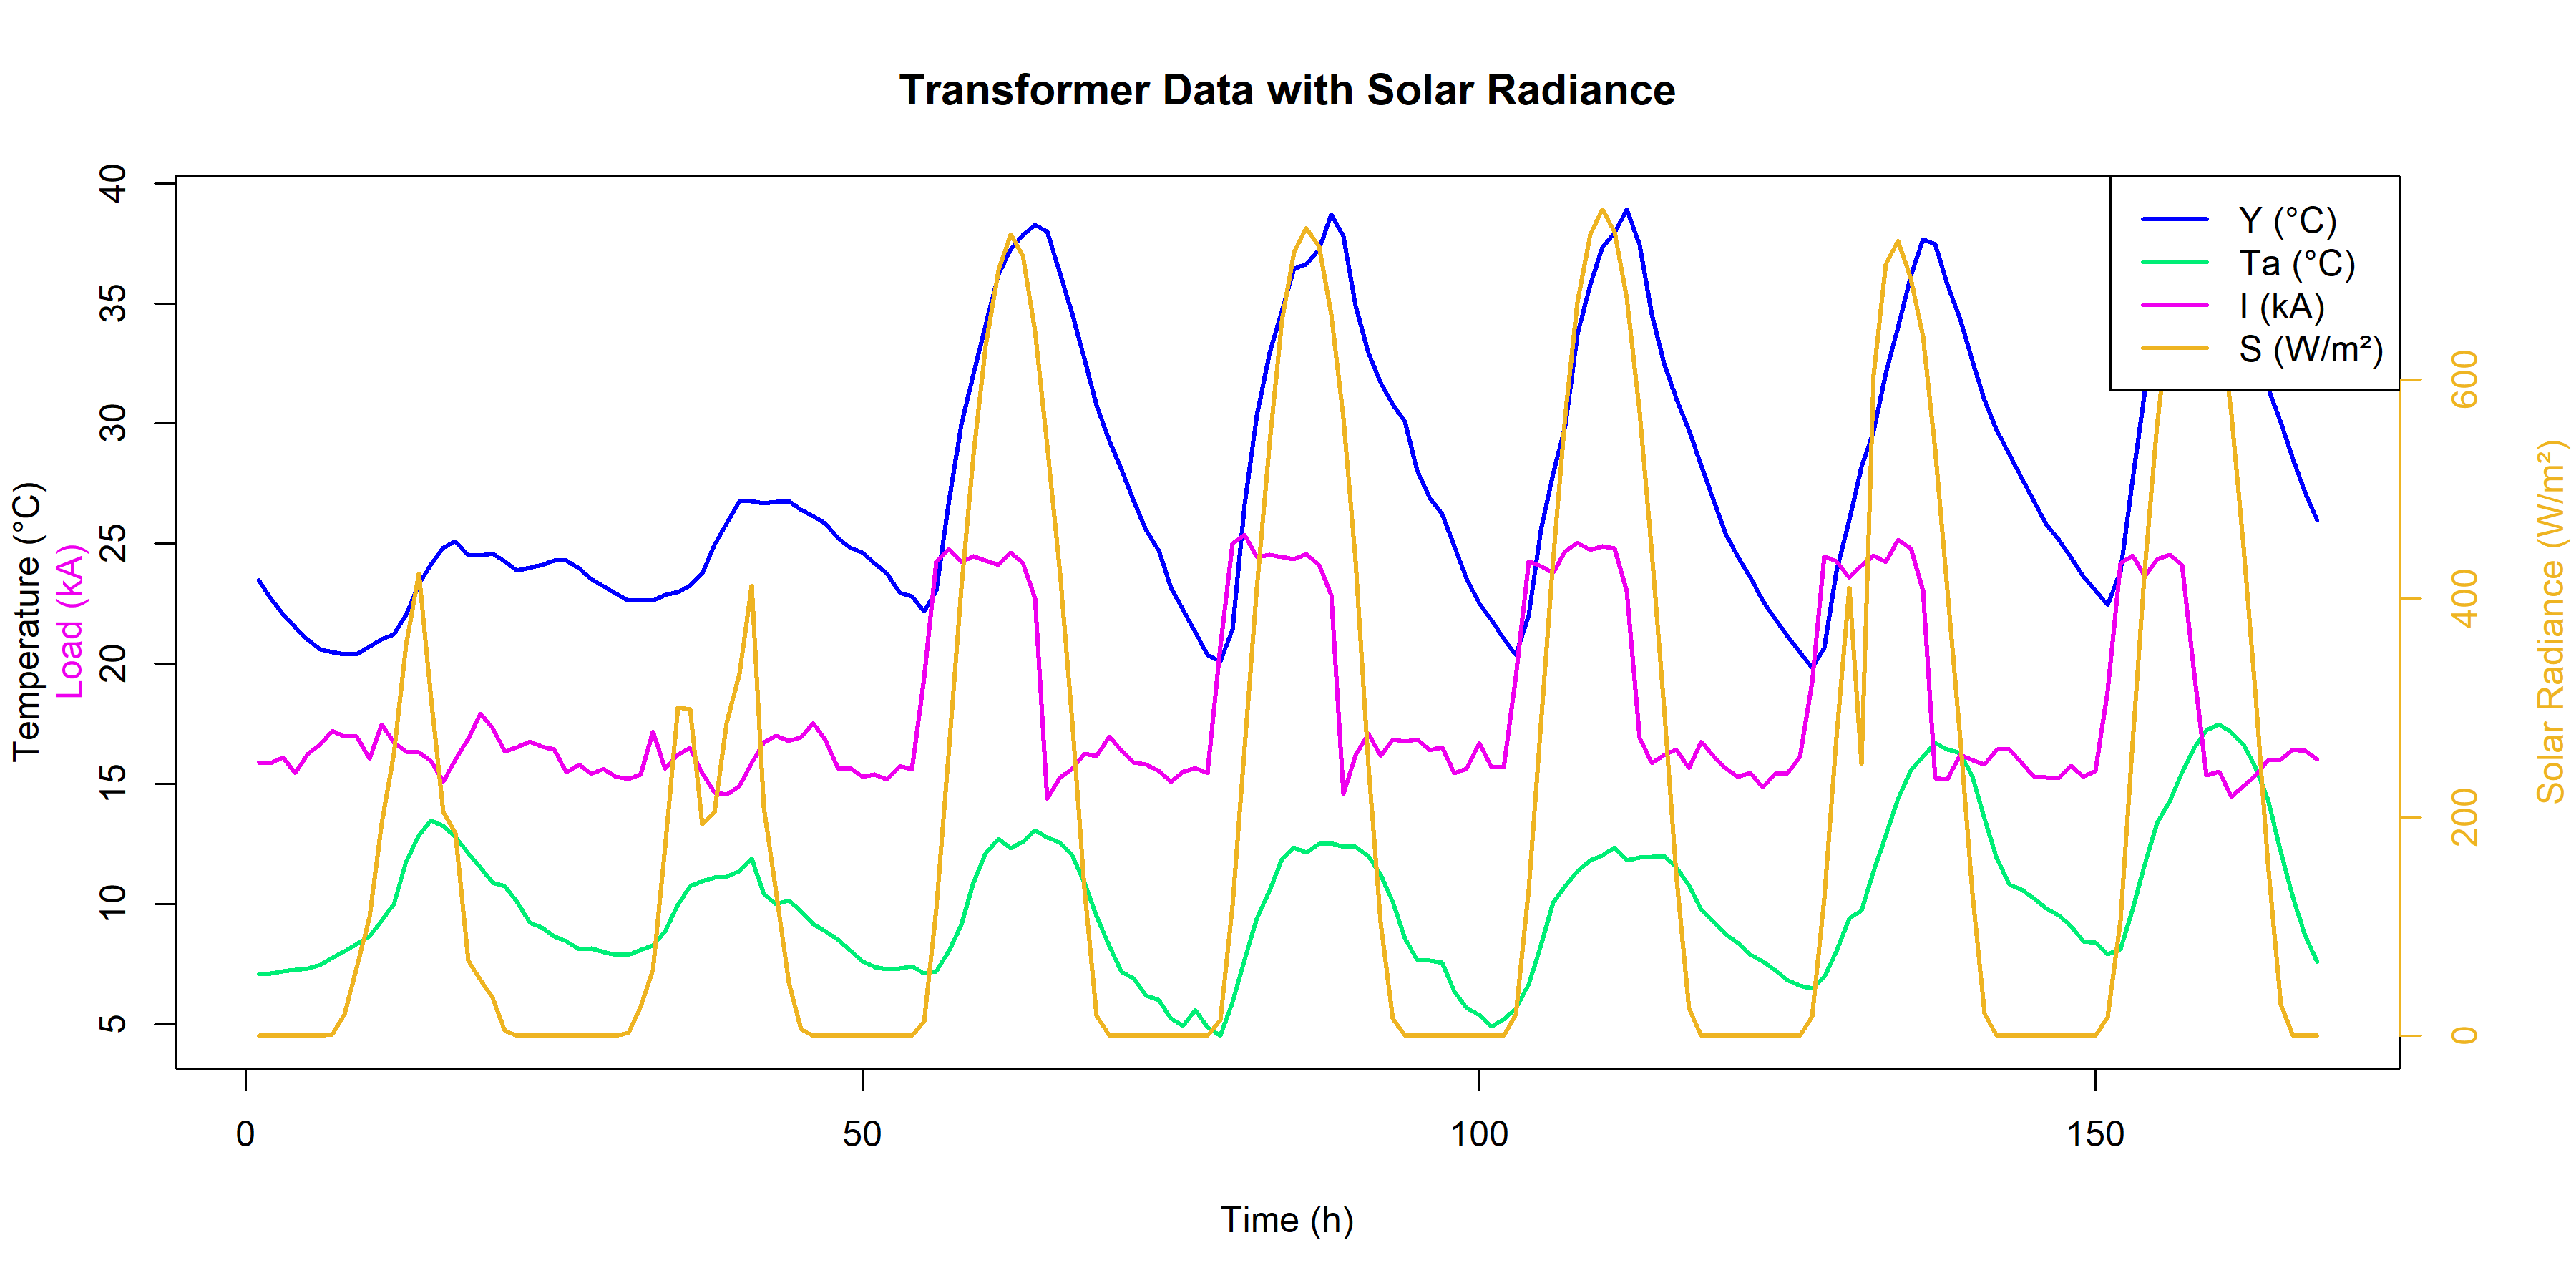 Transformer Data with Solar Radiance
Y (°C)
Ta (°C)
I (kA)
S (W/m²)
Temperature (°C)
Load (kA)
40
35
30
25
20
15
10
5
600
400
200
0
Solar Radiance (W/m²)
0
50
100
150
Time (h)